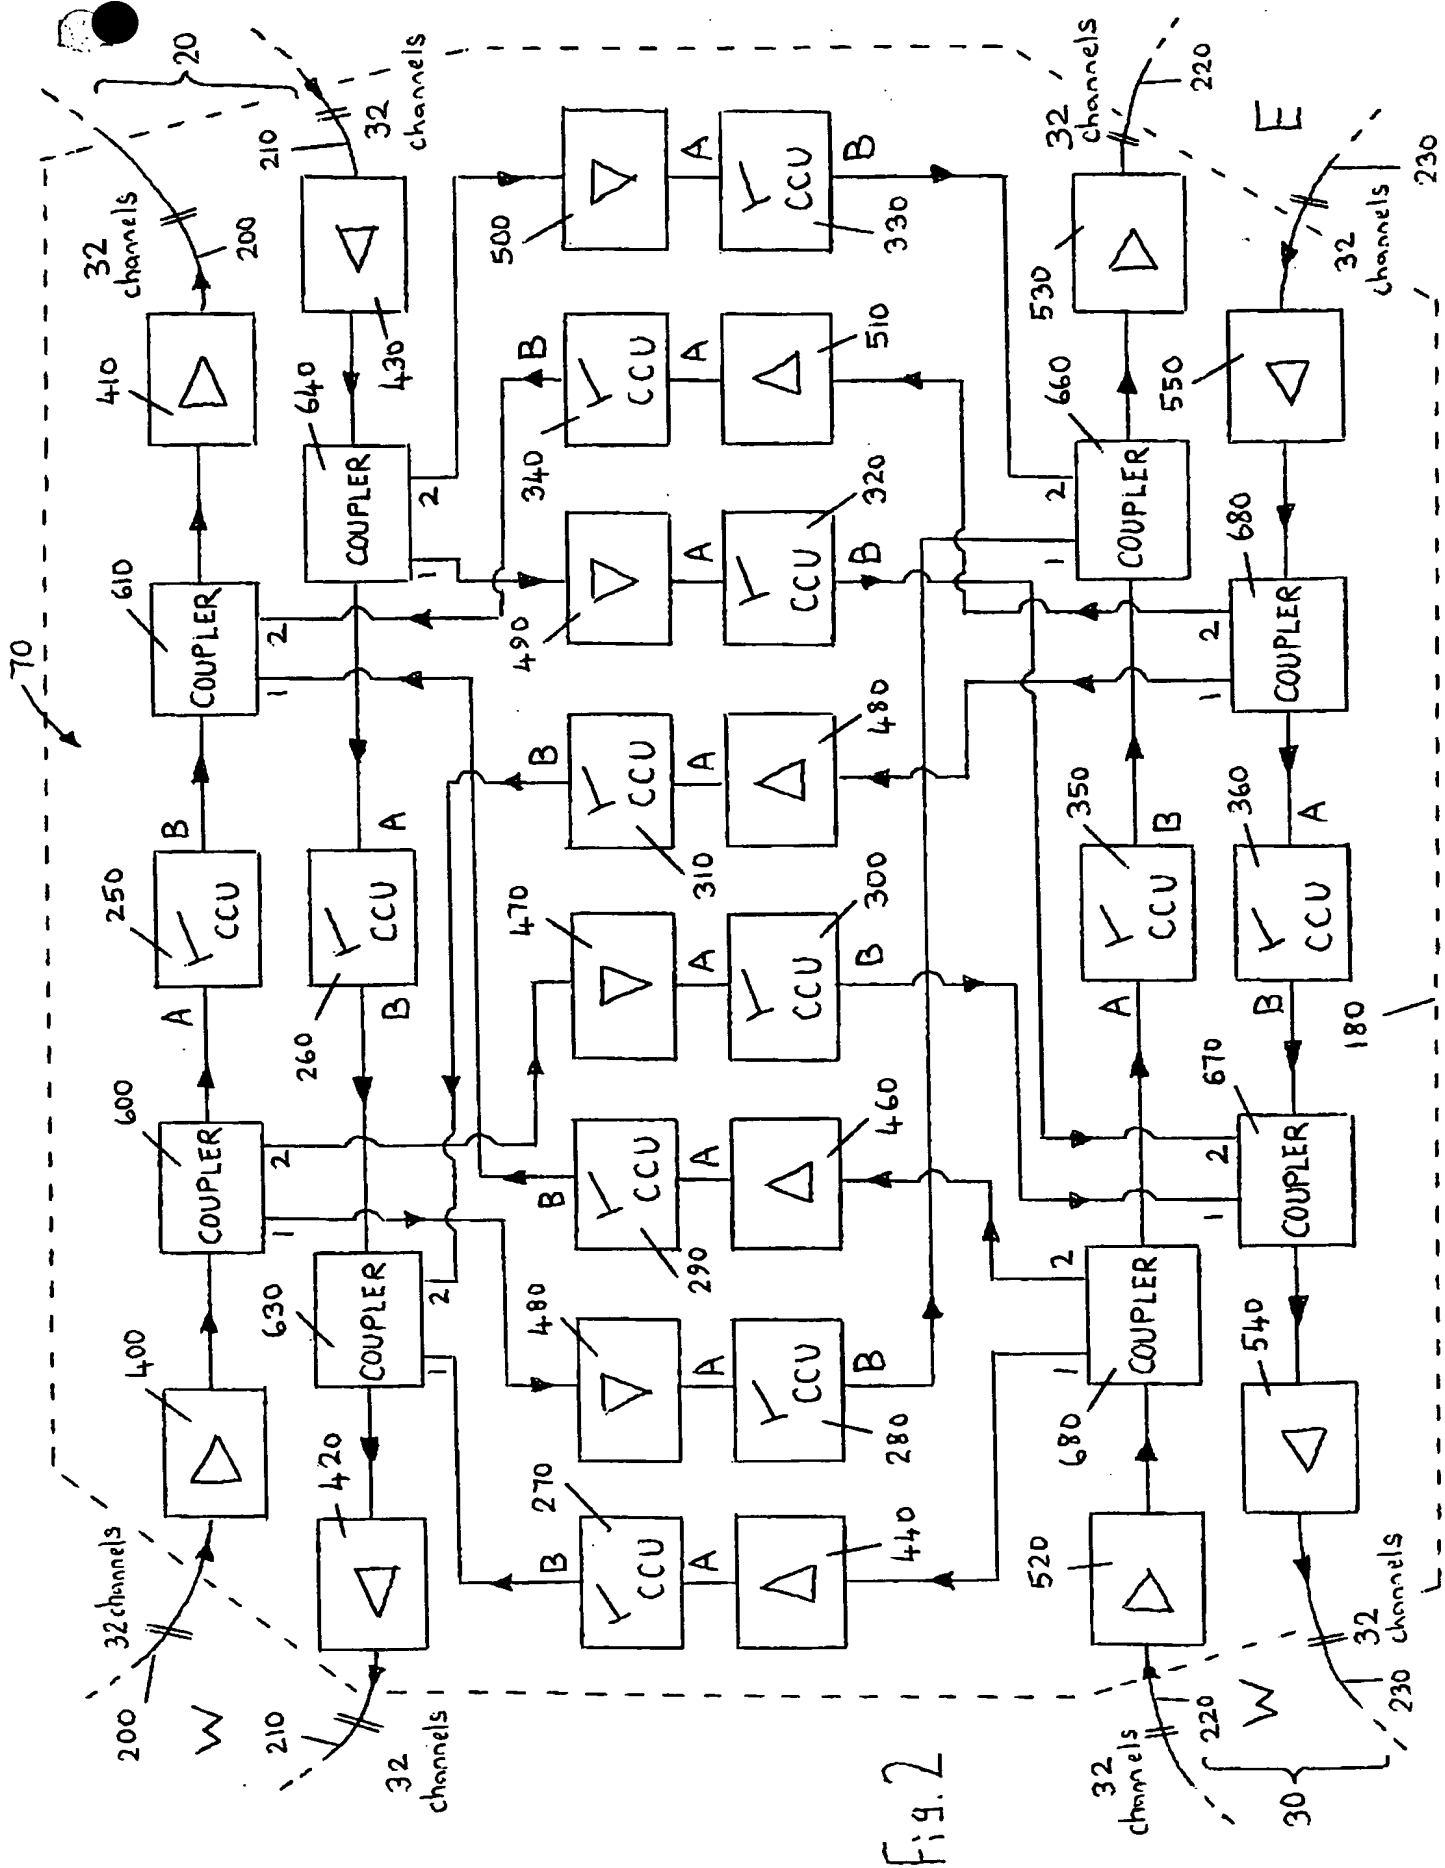 70
200
32 channels
400
600
250
610
410
32
channels
20
W
COUPLER
A
CCU
B
COUPLER
200
1
2
1
2
210
630
260
640
210
32
channels
COUPLER
B
CCU
A
COUPLER
430
32
channels
420
1
2
1
2
270
B
480
B
290
470
B
310
490
340
B
500
CCU
CCU
CCU
CCU
A
A
A
A
A
A
A
A
440
CCU
280
460
CCU
300
480
CCU
320
510
CCU
330
B
B
B
B
Fig. 2
520
680
1
2
A
350
B
1
2
660
530
32
channels
32
channels
220
COUPLER
CCU
COUPLER
220
W
540
670
1
2
B
360
A
680
1
2
550
E
30
COUPLER
CCU
COUPLER
230
32
channels
180
32
channels
230